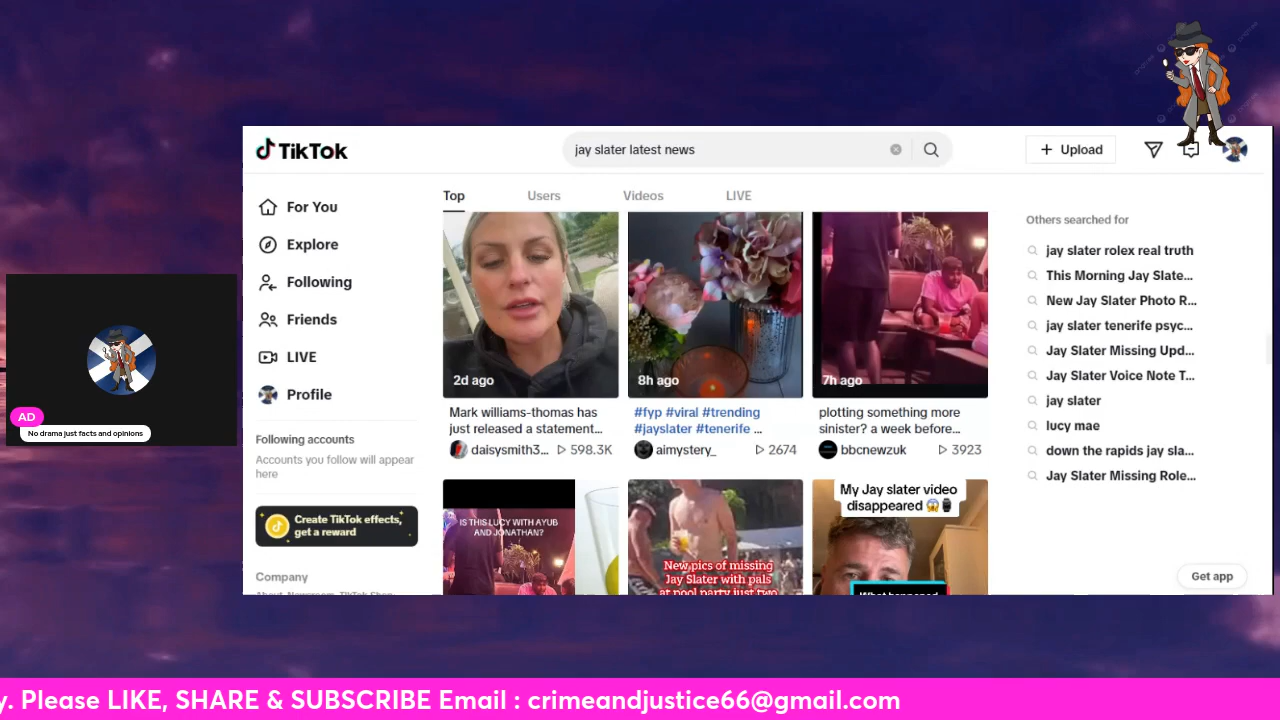 TikTok
jay slater latest news
Upload
For You
Explore
Following
Friends
LIVE
Profile
Following accounts
Accounts you follow will appear
here
Create TikTok effects,
get a reward
Company
Top
Users
Videos
LIVE
2d ago
8h ago
7h ago
Mark williams-thomas has
just released a statement...
daisysmith3... 598.3K
#fyp #viral #trending
#jayslater #tenerife ...
aimystery_ 2674
plotting something more
sinister? a week before...
bbcnewzuk 3923
IS THIS LUCY WITH AYUB
AND JONATHAN?
New pics of missing
Jay Slater with pals
at pool party just two
My Jay slater video
disappeared 😱⌚
What happened
Others searched for
jay slater rolex real truth
This Morning Jay Slate...
New Jay Slater Photo R...
jay slater tenerife psyc...
Jay Slater Missing Upd...
Jay Slater Voice Note T...
jay slater
lucy mae
down the rapids jay sla...
Jay Slater Missing Role...
Get app
AD
No drama just facts and opinions
y. Please LIKE, SHARE & SUBSCRIBE Email : crimeandjustice66@gmail.com